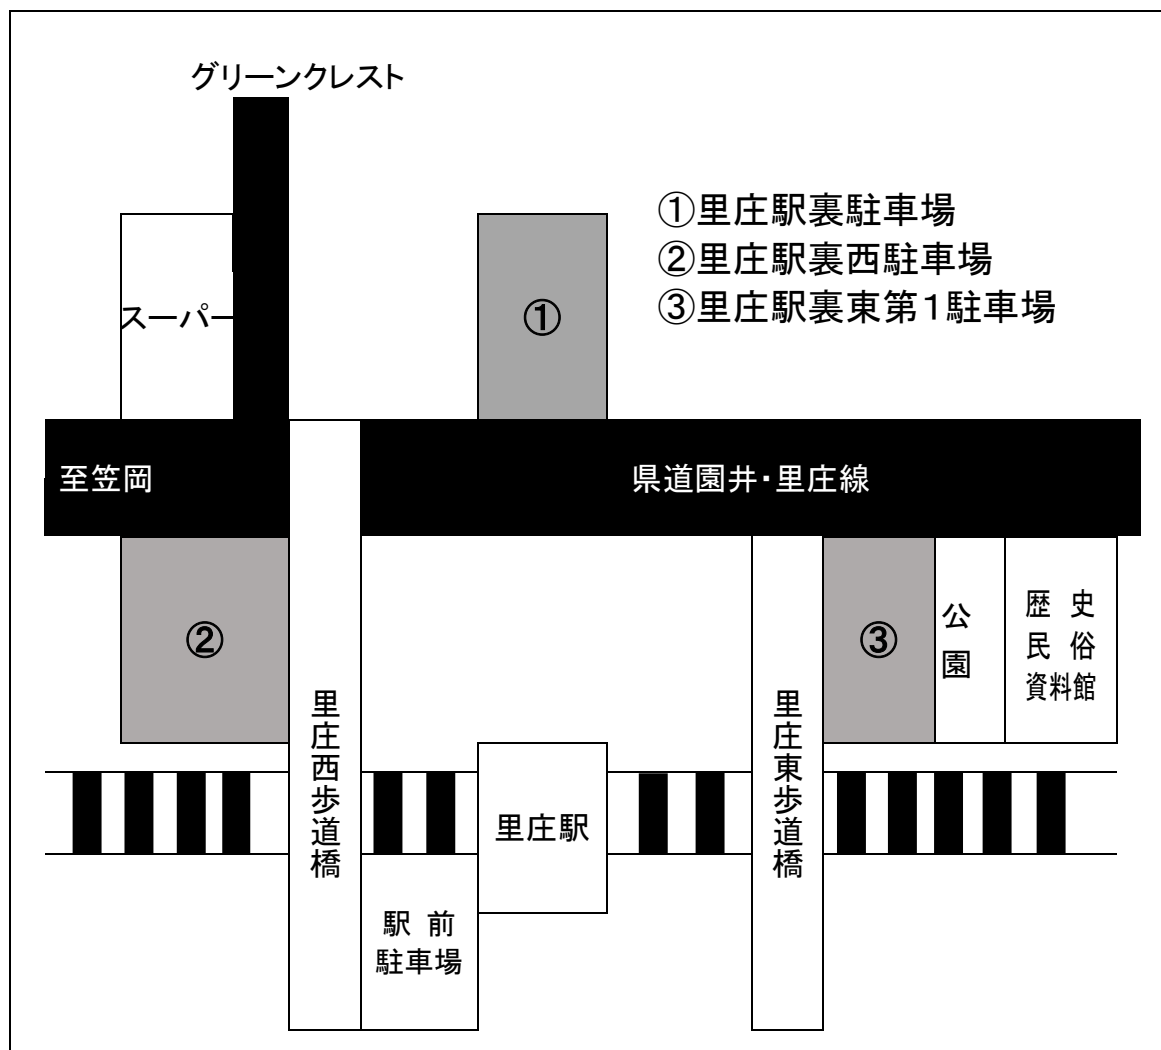 グリーンクレスト
①里庄駅裏駐車場
②里庄駅裏西駐車場
③里庄駅裏東第1駐車場
スーパー
①
至笠岡
県道園井・里庄線
②
③
公
園
歴 史
民 俗
資料館
里庄西歩道橋
里庄東歩道橋
里庄駅
駅 前
駐車場